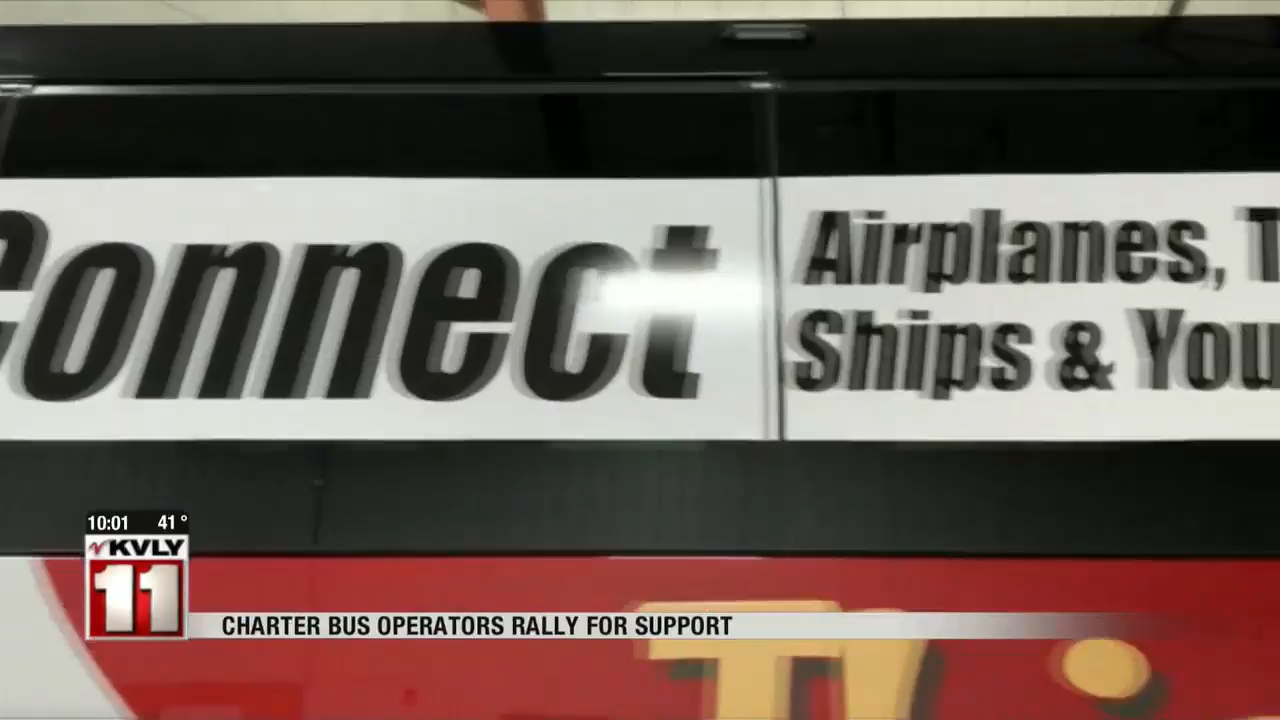 Connect
Airplanes,
Ships & You
10:01 41°
KVLY
11
CHARTER BUS OPERATORS RALLY FOR SUPPORT